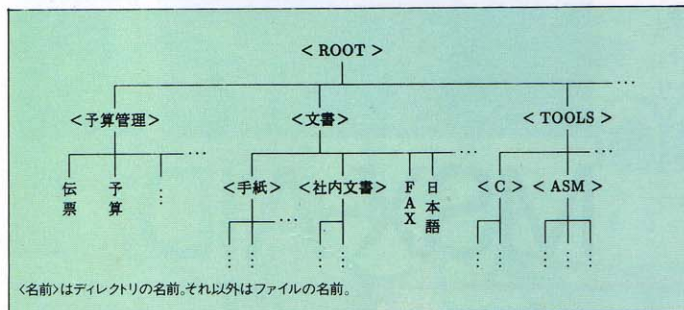 < ROOT >
…
<予算管理> <文書> < TOOLS >
… … …
伝票 予算 ⋮ <手紙> <社内文書> FAX 日本語 < C > < ASM >
…
⋮ ⋮ ⋮ ⋮ ⋮ ⋮ ⋮ ⋮ ⋮
<名前>はディレクトリの名前。それ以外はファイルの名前。